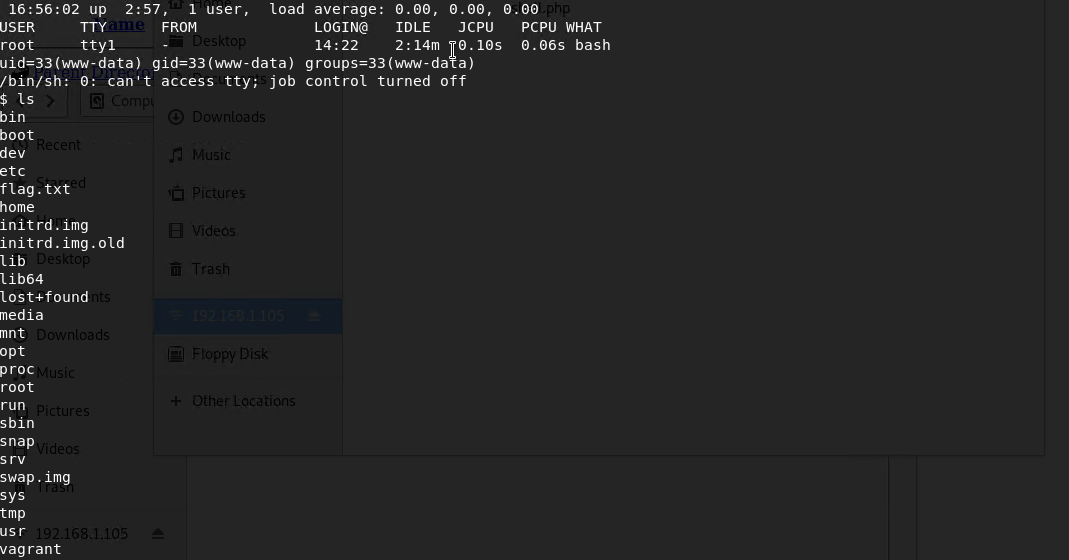 16:56:02 up  2:57,  1 user,  load average: 0.00, 0.00, 0.00
USER     TTY      FROM             LOGIN@   IDLE   JCPU   PCPU WHAT
root     tty1     -                14:22    2:14m  0.10s  0.06s bash
uid=33(www-data) gid=33(www-data) groups=33(www-data)
/bin/sh: 0: can't access tty; job control turned off
$ ls
bin
boot
dev
etc
flag.txt
home
initrd.img
initrd.img.old
lib
lib64
lost+found
media
mnt
opt
proc
root
run
sbin
snap
srv
swap.img
sys
tmp
usr
vagrant
Name
Parent Director
Recent
Starred
Desktop
Downloads
Music
Pictures
Videos
Trash
192.168.1.105
Home
Desktop
Documents
Downloads
Music
Pictures
Videos
Trash
192.168.1.105
Floppy Disk
Other Locations